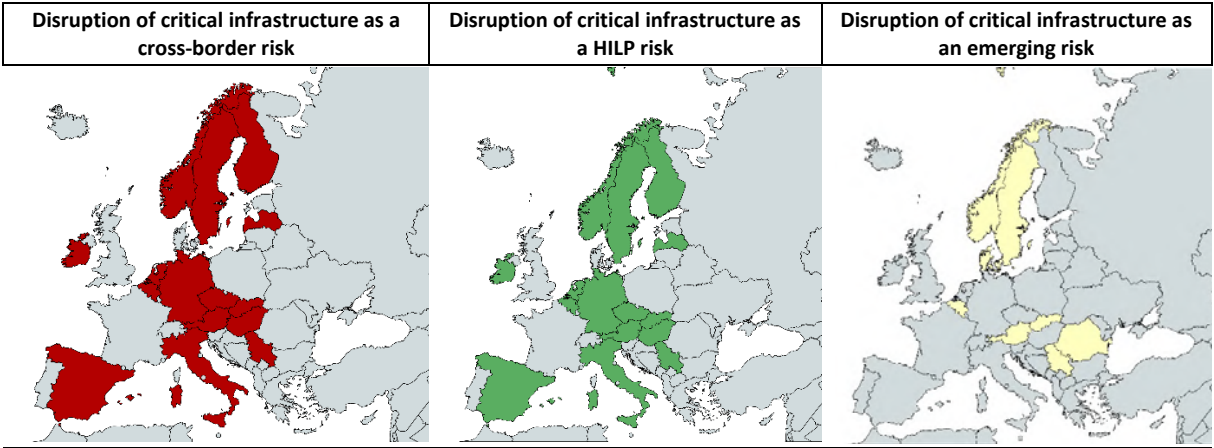 Disruption of critical infrastructure as a
cross-border risk
Disruption of critical infrastructure as
a HILP risk
Disruption of critical infrastructure as
an emerging risk